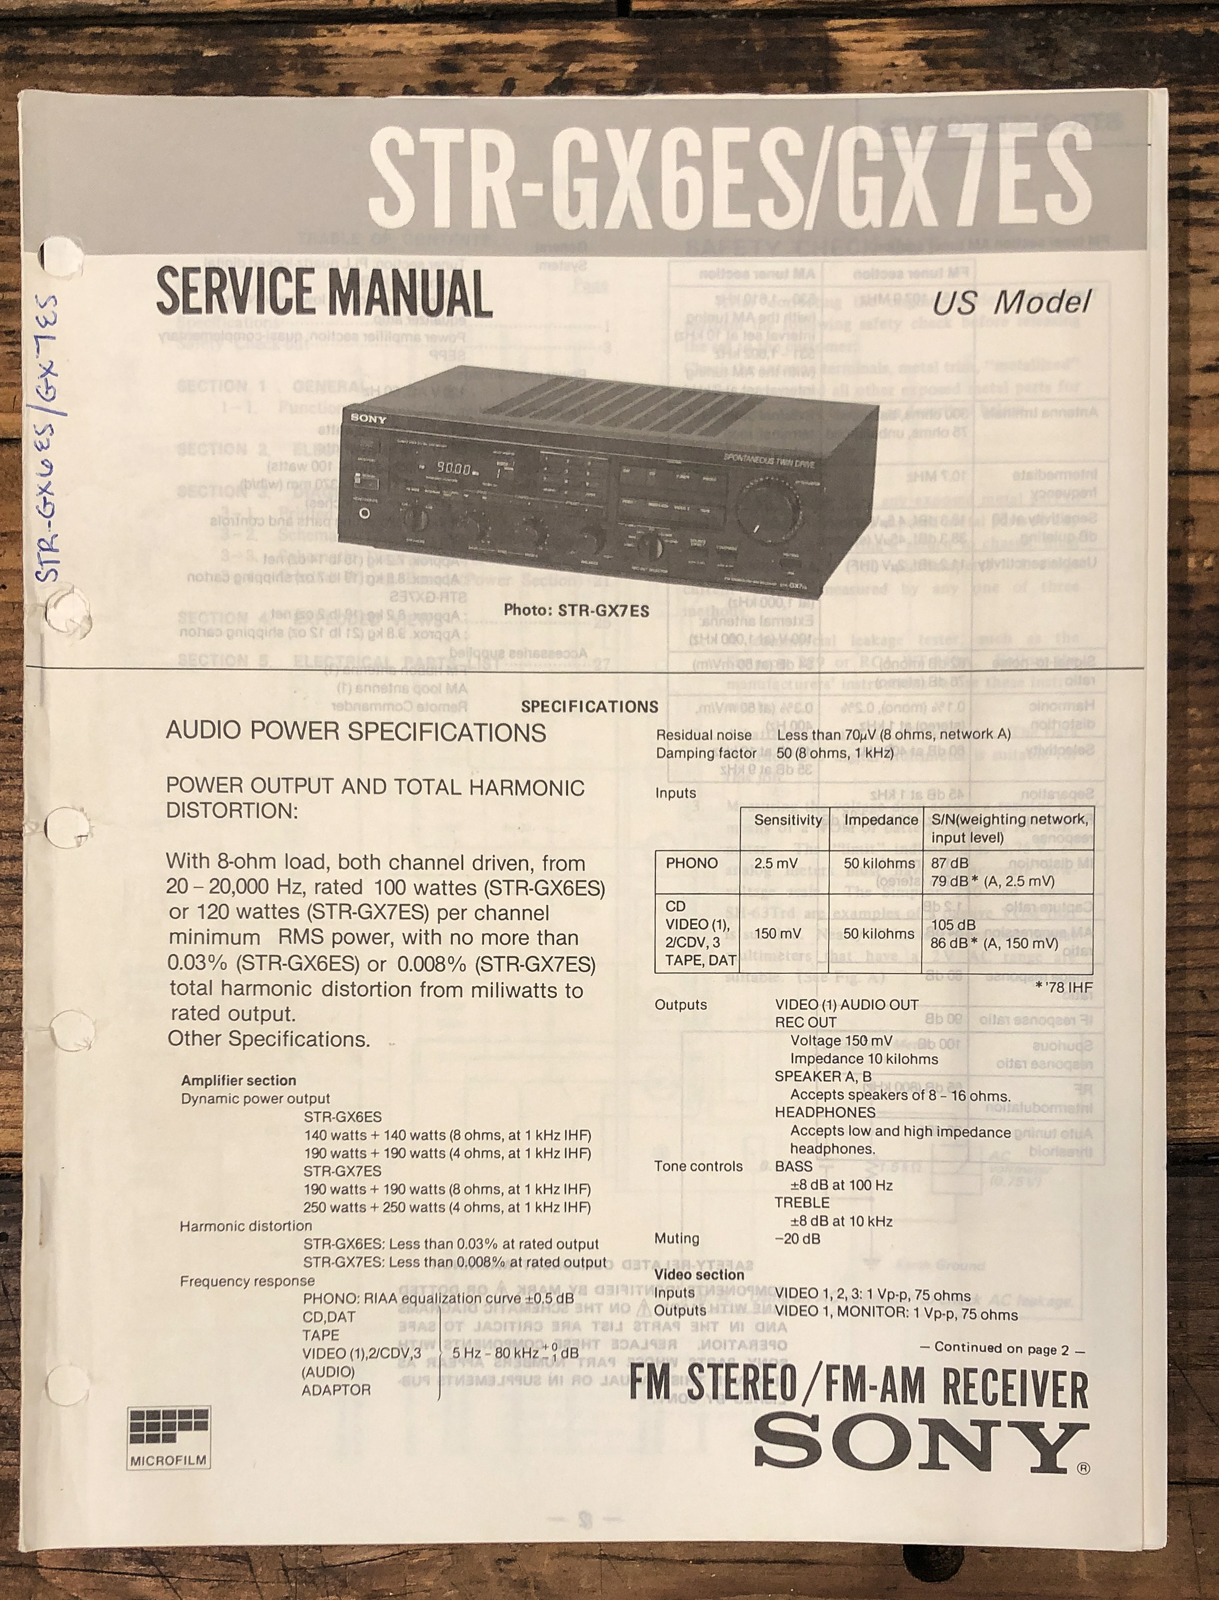 STR-GX6ES/GX7ES
SERVICE MANUAL
US Model
STR-GX6ES/GX7ES
SONY
90.00
SPONTANEOUS TWIN DRIVE
Photo: STR-GX7ES
SPECIFICATIONS
AUDIO POWER SPECIFICATIONS
POWER OUTPUT AND TOTAL HARMONIC
DISTORTION:
With 8-ohm load, both channel driven, from
20 – 20,000 Hz, rated 100 wattes (STR-GX6ES)
or 120 wattes (STR-GX7ES) per channel
minimum RMS power, with no more than
0.03% (STR-GX6ES) or 0.008% (STR-GX7ES)
total harmonic distortion from miliwatts to
rated output.
Other Specifications.
Amplifier section
Dynamic power output
STR-GX6ES
140 watts + 140 watts (8 ohms, at 1 kHz IHF)
190 watts + 190 watts (4 ohms, at 1 kHz IHF)
STR-GX7ES
190 watts + 190 watts (8 ohms, at 1 kHz IHF)
250 watts + 250 watts (4 ohms, at 1 kHz IHF)
Harmonic distortion
STR-GX6ES: Less than 0.03% at rated output
STR-GX7ES: Less than 0.008% at rated output
Frequency response
PHONO: RIAA equalization curve ±0.5 dB
CD,DAT
TAPE
VIDEO (1),2/CDV,3 5 Hz – 80 kHz +0 −1 dB
(AUDIO)
ADAPTOR
MICROFILM
Residual noise Less than 70µV (8 ohms, network A)
Damping factor 50 (8 ohms, 1 kHz)
Inputs
Sensitivity Impedance S/N(weighting network,
input level)
PHONO 2.5 mV 50 kilohms 87 dB
79 dB* (A, 2.5 mV)
CD
VIDEO (1),
2/CDV, 3
TAPE, DAT
150 mV 50 kilohms 105 dB
86 dB* (A, 150 mV)
*'78 IHF
Outputs VIDEO (1) AUDIO OUT
REC OUT
Voltage 150 mV
Impedance 10 kilohms
SPEAKER A, B
Accepts speakers of 8 – 16 ohms.
HEADPHONES
Accepts low and high impedance
headphones.
Tone controls BASS
±8 dB at 100 Hz
TREBLE
±8 dB at 10 kHz
Muting −20 dB
Video section
Inputs VIDEO 1, 2, 3: 1 Vp-p, 75 ohms
Outputs VIDEO 1, MONITOR: 1 Vp-p, 75 ohms
— Continued on page 2 —
FM STEREO/FM-AM RECEIVER
SONY®